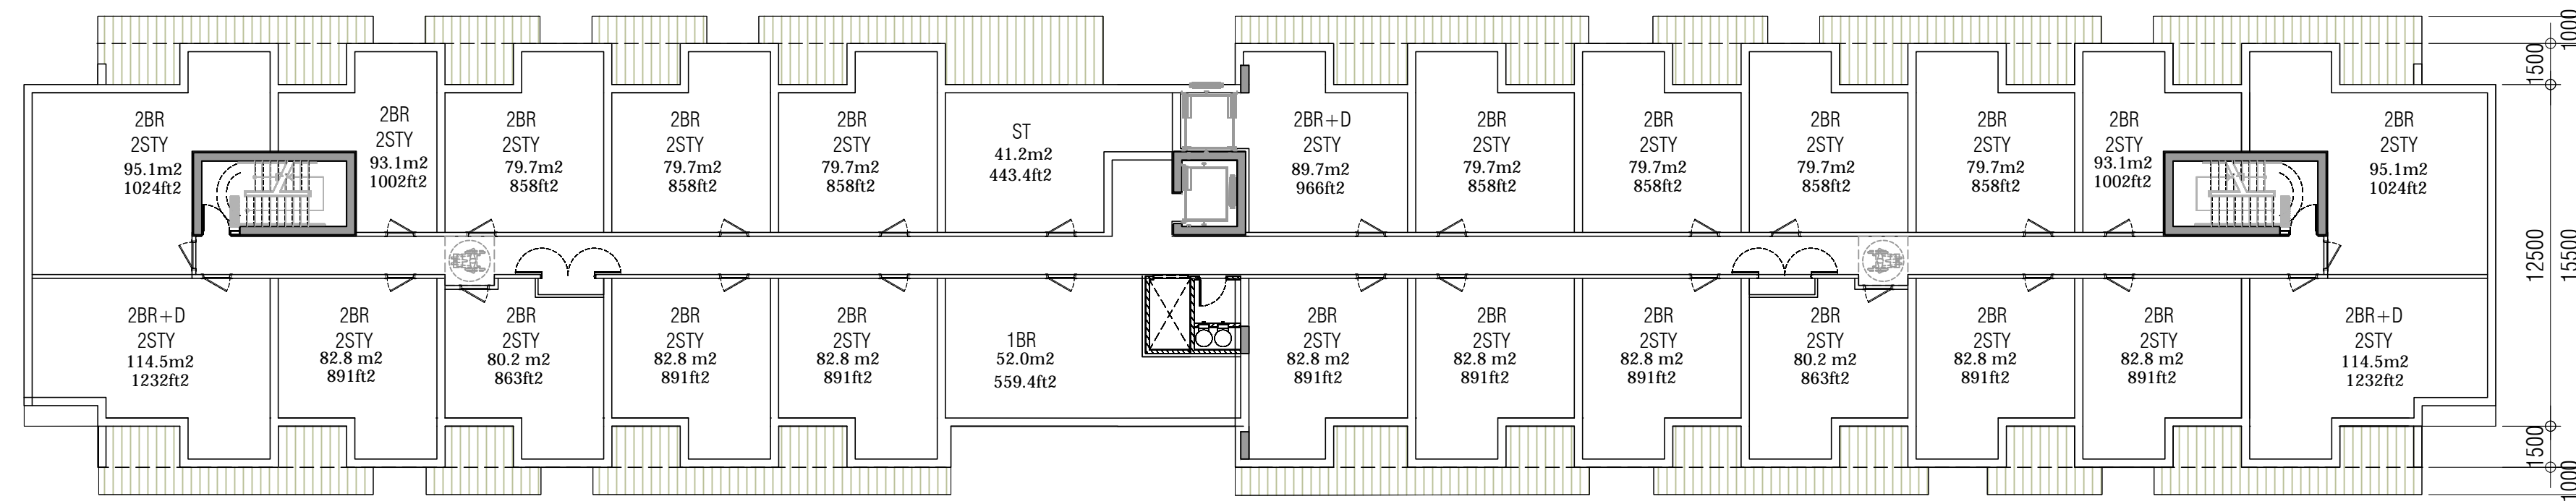 2BR
2STY
95.1m2
1024ft2
2BR
2STY
93.1m2
1002ft2
2BR
2STY
79.7m2
858ft2
2BR
2STY
79.7m2
858ft2
2BR
2STY
79.7m2
858ft2
ST
41.2m2
443.4ft2
2BR+D
2STY
89.7m2
966ft2
2BR
2STY
79.7m2
858ft2
2BR
2STY
79.7m2
858ft2
2BR
2STY
79.7m2
858ft2
2BR
2STY
79.7m2
858ft2
2BR
2STY
93.1m2
1002ft2
2BR
2STY
95.1m2
1024ft2
2BR+D
2STY
114.5m2
1232ft2
2BR
2STY
82.8 m2
891ft2
2BR
2STY
80.2 m2
863ft2
2BR
2STY
82.8 m2
891ft2
2BR
2STY
82.8 m2
891ft2
1BR
52.0m2
559.4ft2
2BR
2STY
82.8 m2
891ft2
2BR
2STY
82.8 m2
891ft2
2BR
2STY
82.8 m2
891ft2
2BR
2STY
80.2 m2
863ft2
2BR
2STY
82.8 m2
891ft2
2BR
2STY
82.8 m2
891ft2
2BR+D
2STY
114.5m2
1232ft2
1000
1500
12500
15500
1500
1000